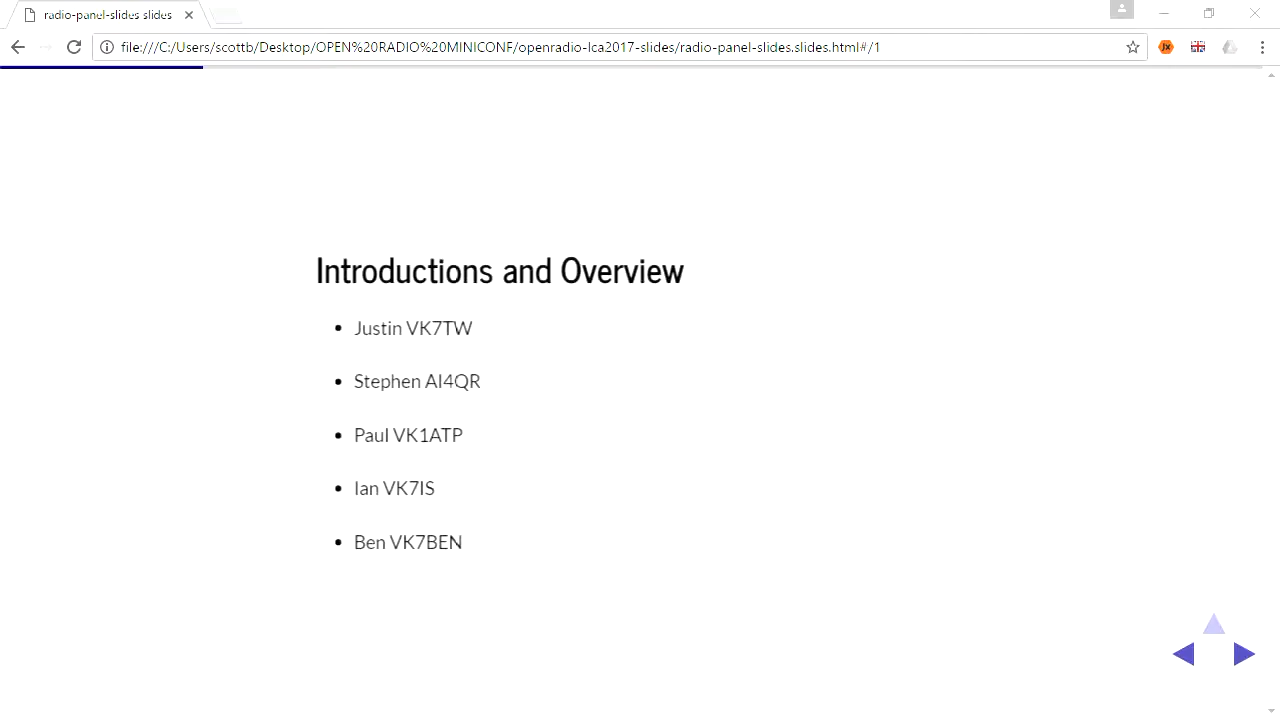 radio-panel-slides slides
file:///C:/Users/scottb/Desktop/OPEN%20RADIO%20MINICONF/openradio-lca2017-slides/radio-panel-slides.slides.html#/1
Introductions and Overview
• Justin VK7TW
• Stephen AI4QR
• Paul VK1ATP
• Ian VK7IS
• Ben VK7BEN